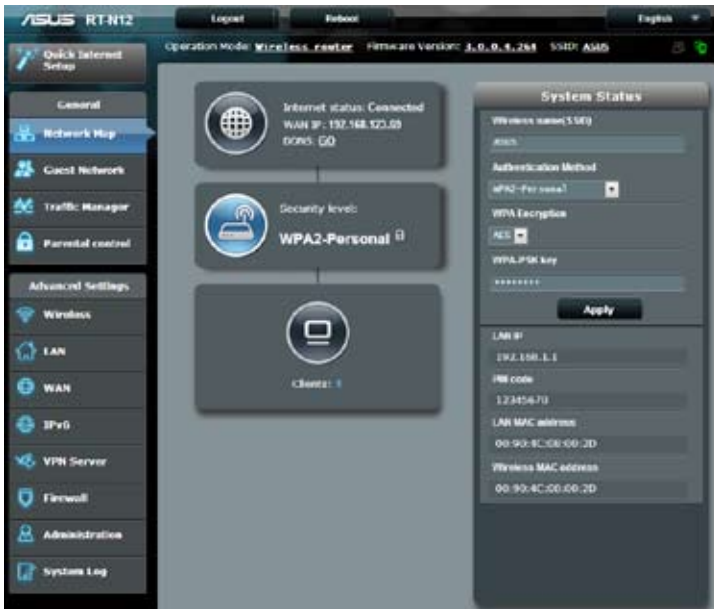 ASUS RT-N12
Logout
Reboot
English
Operation Mode: Wireless router Firmware Version: 3.0.0.4.260 SSID: ASUS
Quick Internet
Setup
General
Network Map
Guest Network
Traffic Manager
Parental control
Advanced Settings
Wireless
LAN
WAN
IPv6
VPN Server
Firewall
Administration
System Log
Internet status: Connected
WAN IP: 192.168.123.69
DDNS: GO
Security level:
WPA2-Personal
Clients: 1
System Status
Wireless name(SSID)
ASUS
Authentication Method
WPA2-Personal
WPA Encryption
AES
WPA-PSK key
********
Apply
LAN IP
192.168.1.1
PIN code
12345670
LAN MAC address
00:90:4C:00:00:2D
Wireless MAC address
00:90:4C:00:00:2D